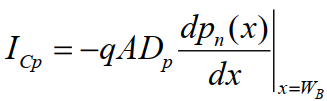 I_{Cp} = -qAD_p \frac{dp_n(x)}{dx} \Big|_{x=W_B}